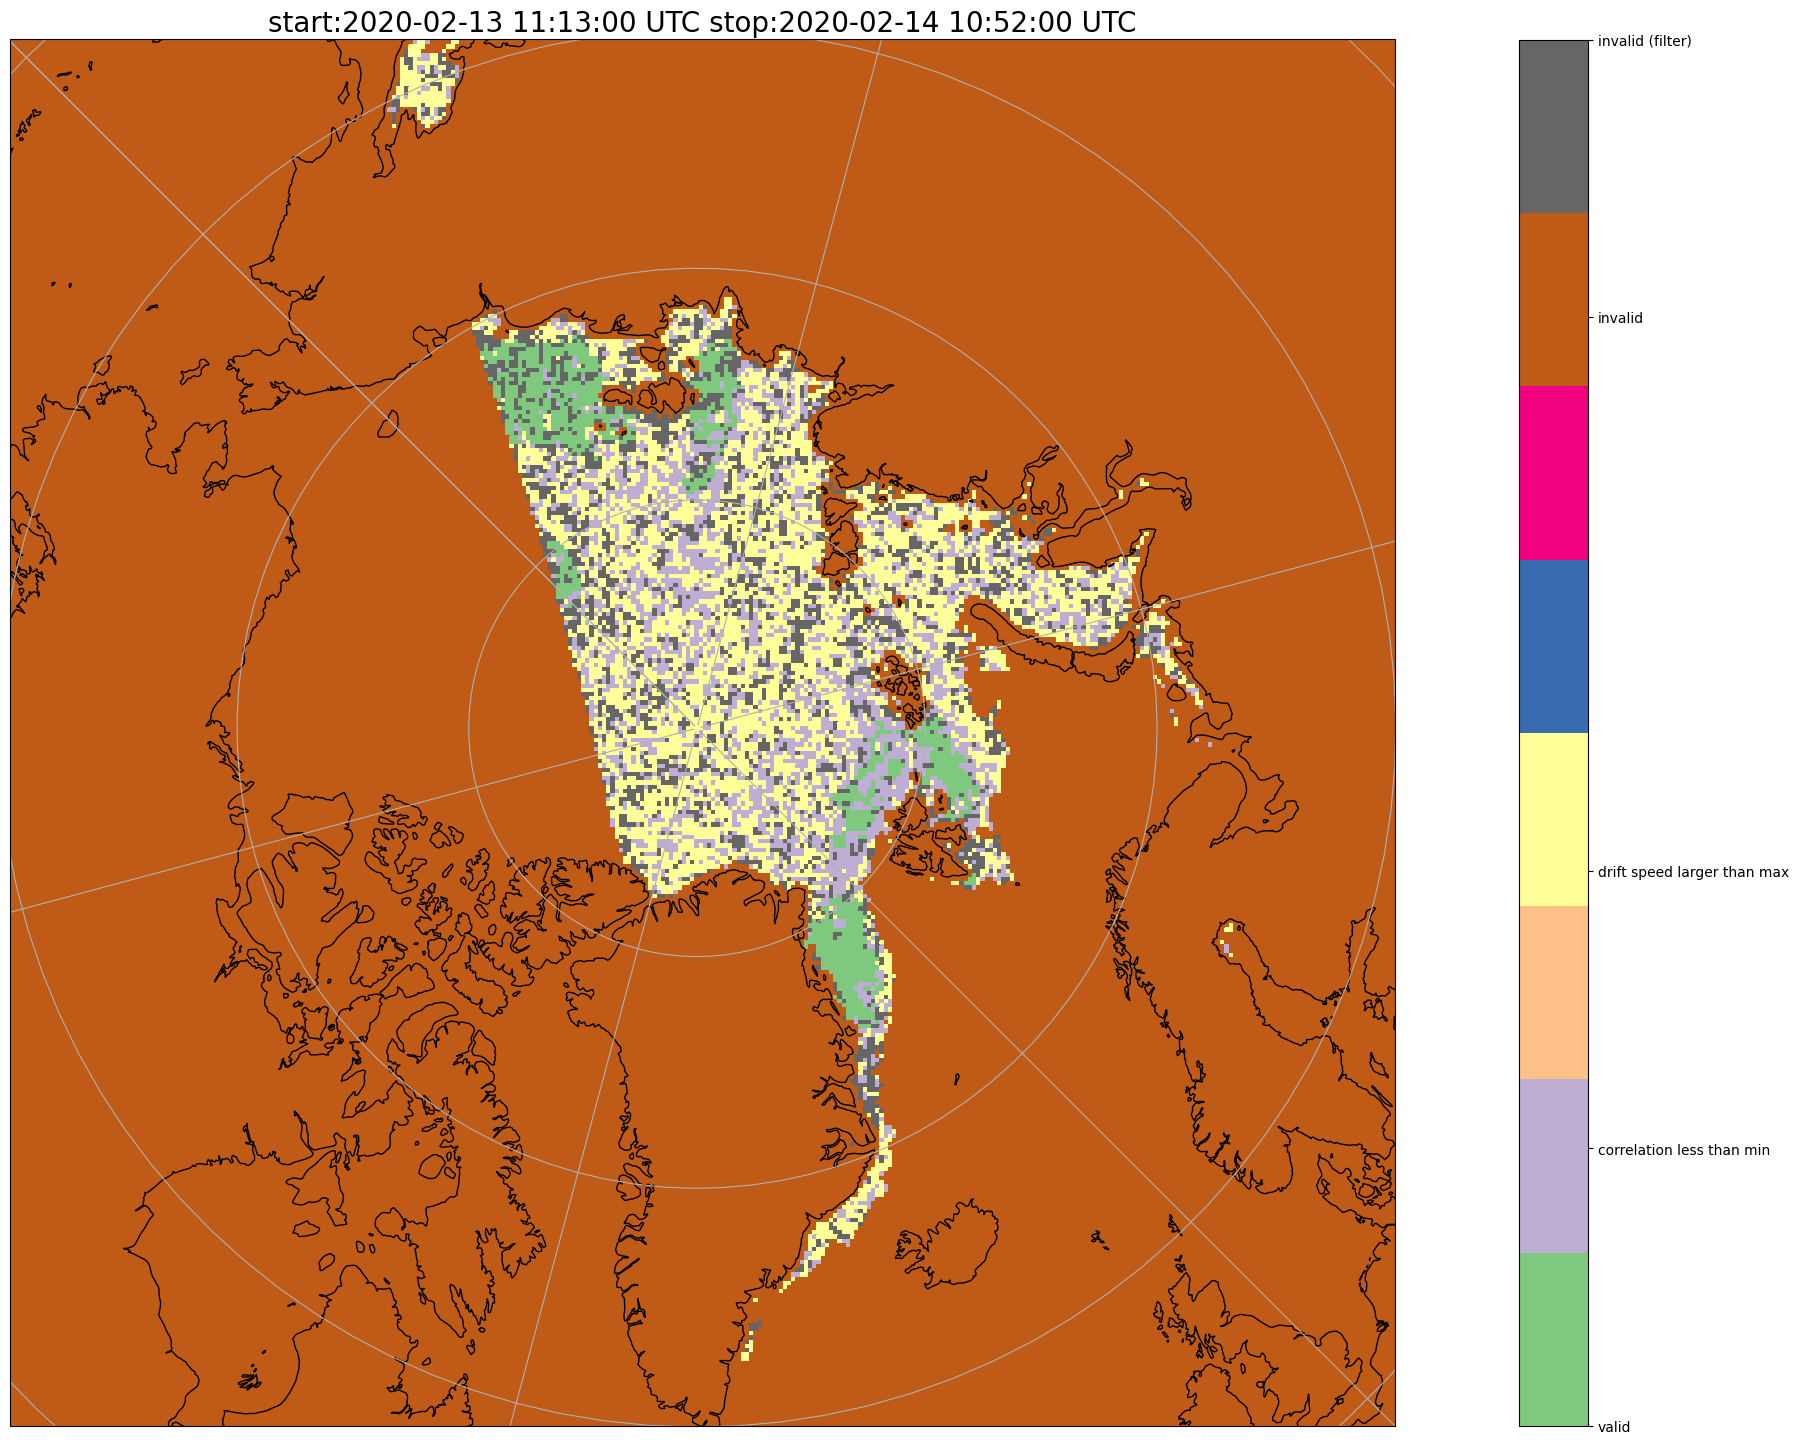 start:2020-02-13 11:13:00 UTC stop:2020-02-14 10:52:00 UTC
invalid (filter)
invalid
drift speed larger than max
correlation less than min
valid